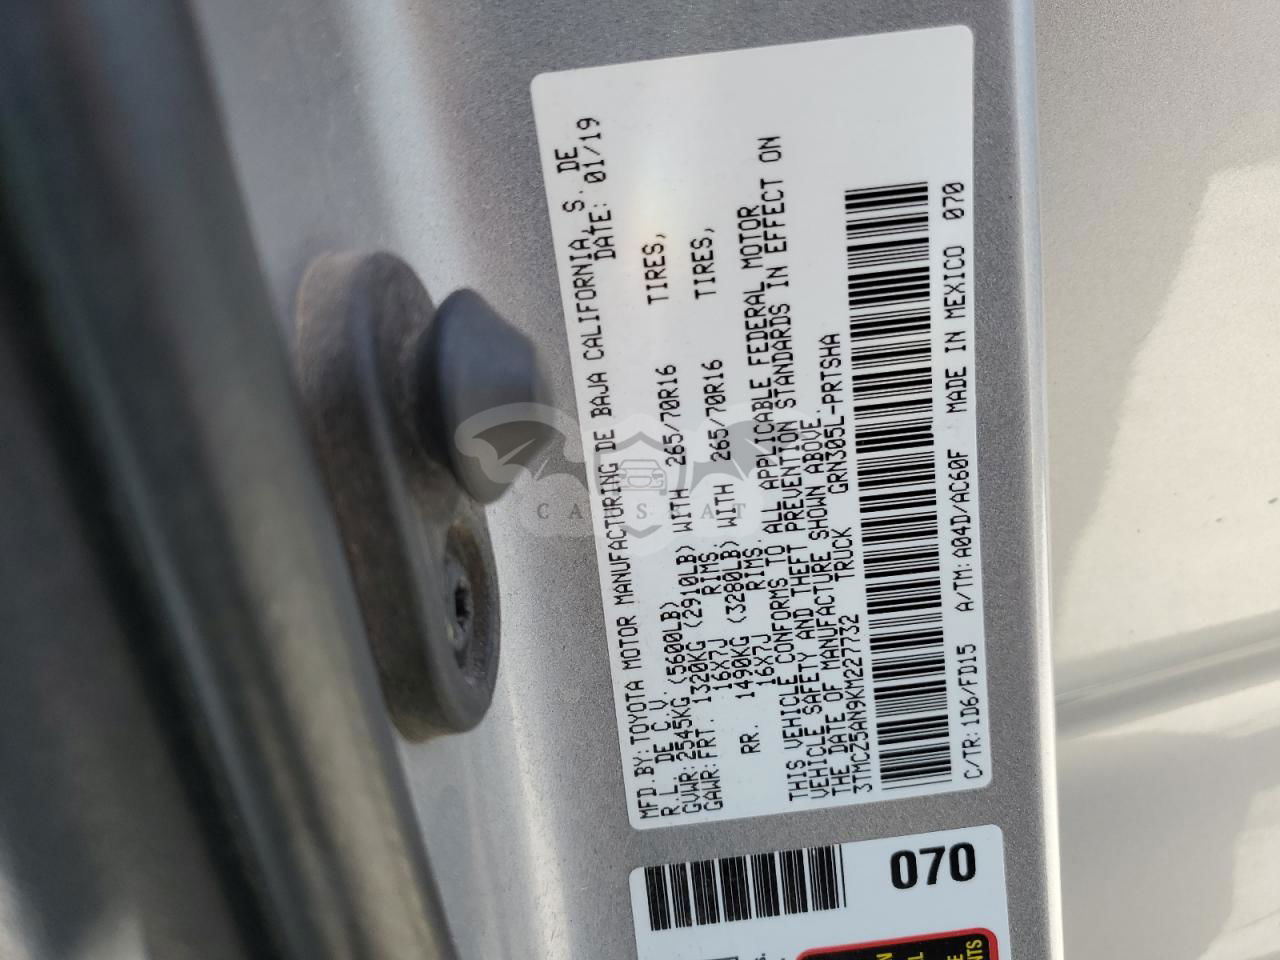 MFD.BY:TOYOTA MOTOR MANUFACTURING DE BAJA CALIFORNIA, S. DE
R.L. DE C.V. DATE: 01/19
GVWR:2545KG (5600LB)
GAWR:FRT. 1320KG (2910LB) WITH 265/70R16 TIRES,
16X7J RIMS,
RR. 1490KG (3280LB) WITH 265/70R16 TIRES,
16X7J RIMS.
THIS VEHICLE CONFORMS TO ALL APPLICABLE FEDERAL MOTOR
VEHICLE SAFETY AND THEFT PREVENTION STANDARDS IN EFFECT ON
THE DATE OF MANUFACTURE SHOWN ABOVE.
3TMCZ5AN9KM227732 TRUCK GRN305L-PRTSHA
C/TR:1D6/FD15 A/TM:A04D/AC60F MADE IN MEXICO 070
070